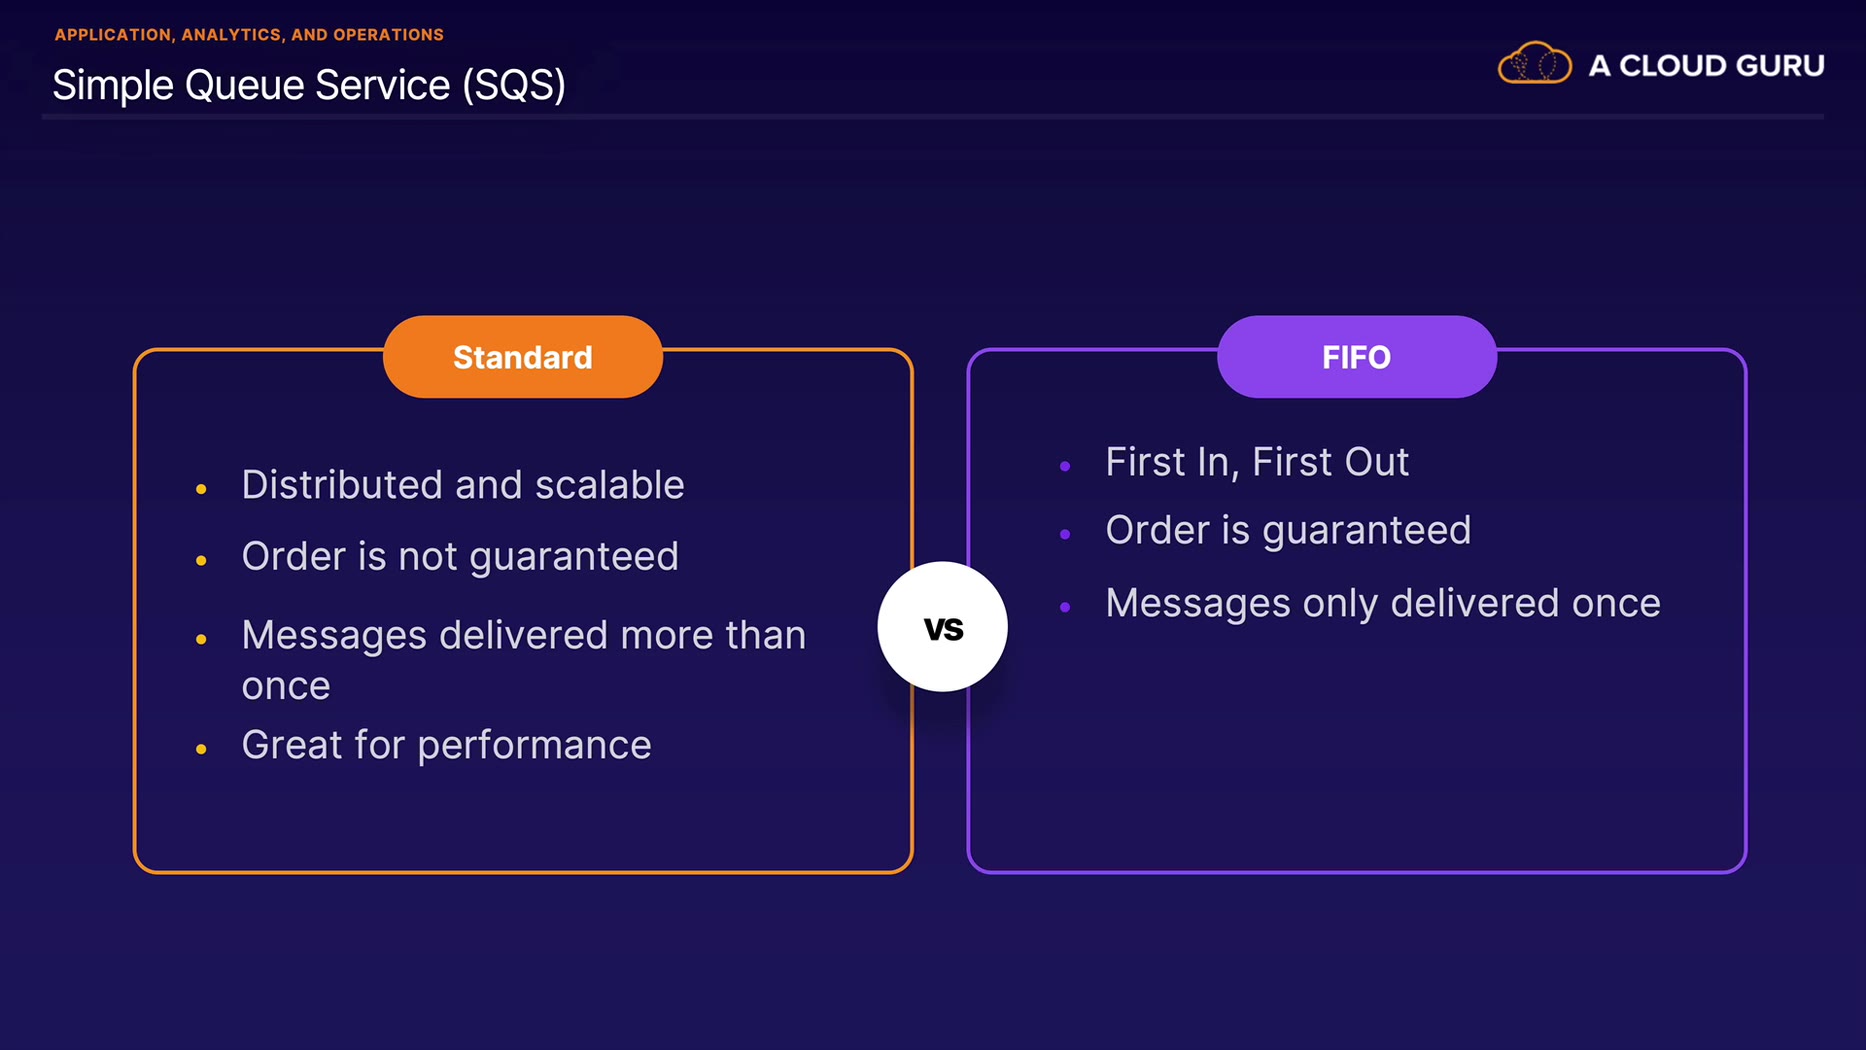 APPLICATION, ANALYTICS, AND OPERATIONS
Simple Queue Service (SQS)
A CLOUD GURU
Standard
• Distributed and scalable
• Order is not guaranteed
• Messages delivered more than
once
• Great for performance
VS
FIFO
• First In, First Out
• Order is guaranteed
• Messages only delivered once